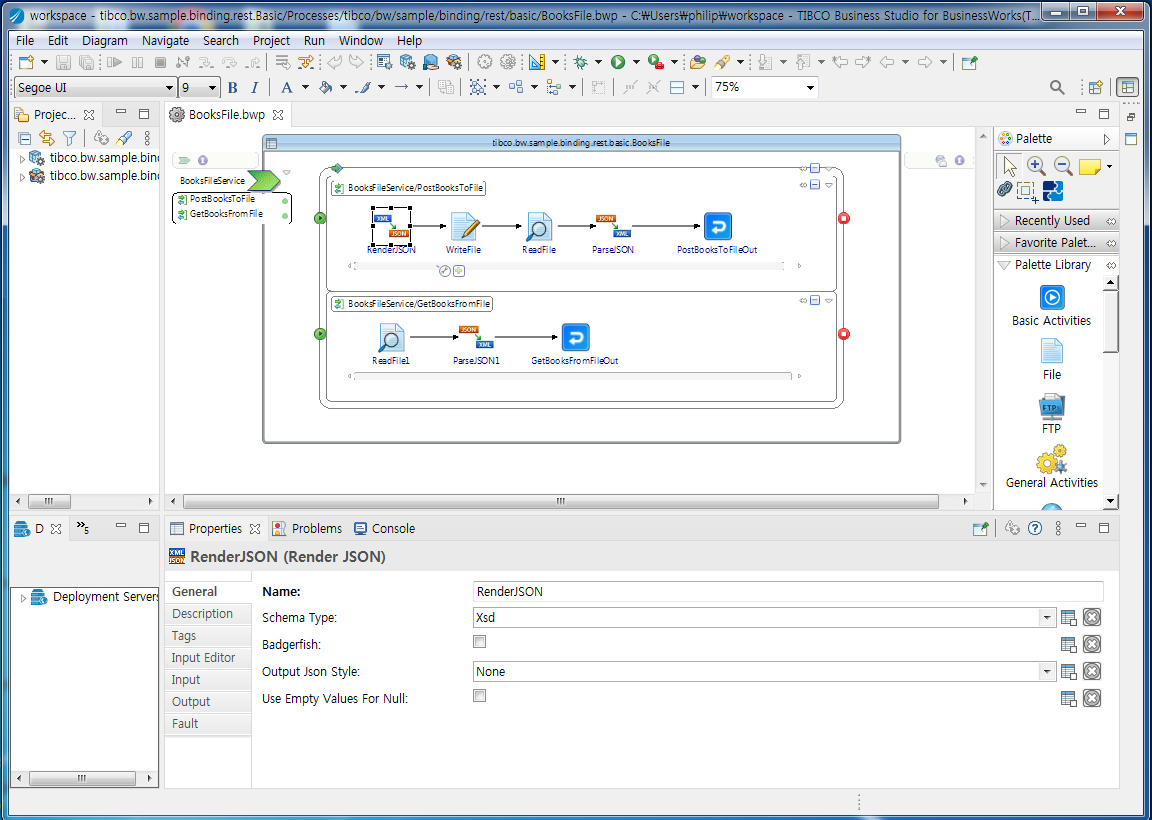 workspace - tibco.bw.sample.binding.rest.Basic/Processes/tibco/bw/sample/binding/rest/basic/BooksFile.bwp - C:₩Users₩philip₩workspace - TIBCO Business Studio for BusinessWorks(T...
File Edit Diagram Navigate Search Project Run Window Help
Segoe UI 9 B I A 75%
Projec...
BooksFile.bwp
Palette
tibco.bw.sample.binding.rest.basic.BooksFile
tibco.bw.sample.bind
tibco.bw.sample.bind
BooksFileService
PostBooksToFile
GetBooksFromFile
BooksFileService/PostBooksToFile
XML JSON
JSON XML
RenderJSON WriteFile ReadFile ParseJSON PostBooksToFileOut
BooksFileService/GetBooksFromFile
JSON XML
ReadFile1 ParseJSON1 GetBooksFromFileOut
Recently Used
Favorite Palet...
Palette Library
Basic Activities
File
FTP
FTP
General Activities
D
»5
Deployment Servers
Properties Problems Console
XML JSON
RenderJSON (Render JSON)
General
Description
Tags
Input Editor
Input
Output
Fault
Name: RenderJSON
Schema Type: Xsd
Badgerfish:
Output Json Style: None
Use Empty Values For Null: